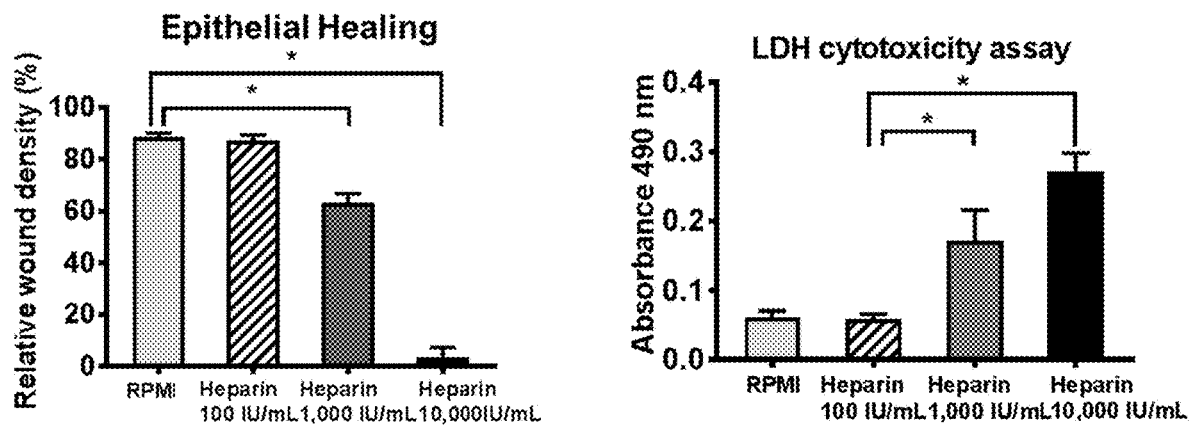 Epithelial Healing
Relative wound density (%)
*
*
100
80
60
40
20
0
RPMI
Heparin
100 IU/mL
Heparin
1,000 IU/mL
Heparin
10,000IU/mL
LDH cytotoxicity assay
Absorbance 490 nm
*
*
0.4
0.3
0.2
0.1
0.0
RPMI
Heparin
100 IU/mL
Heparin
1,000 IU/mL
Heparin
10,000 IU/mL